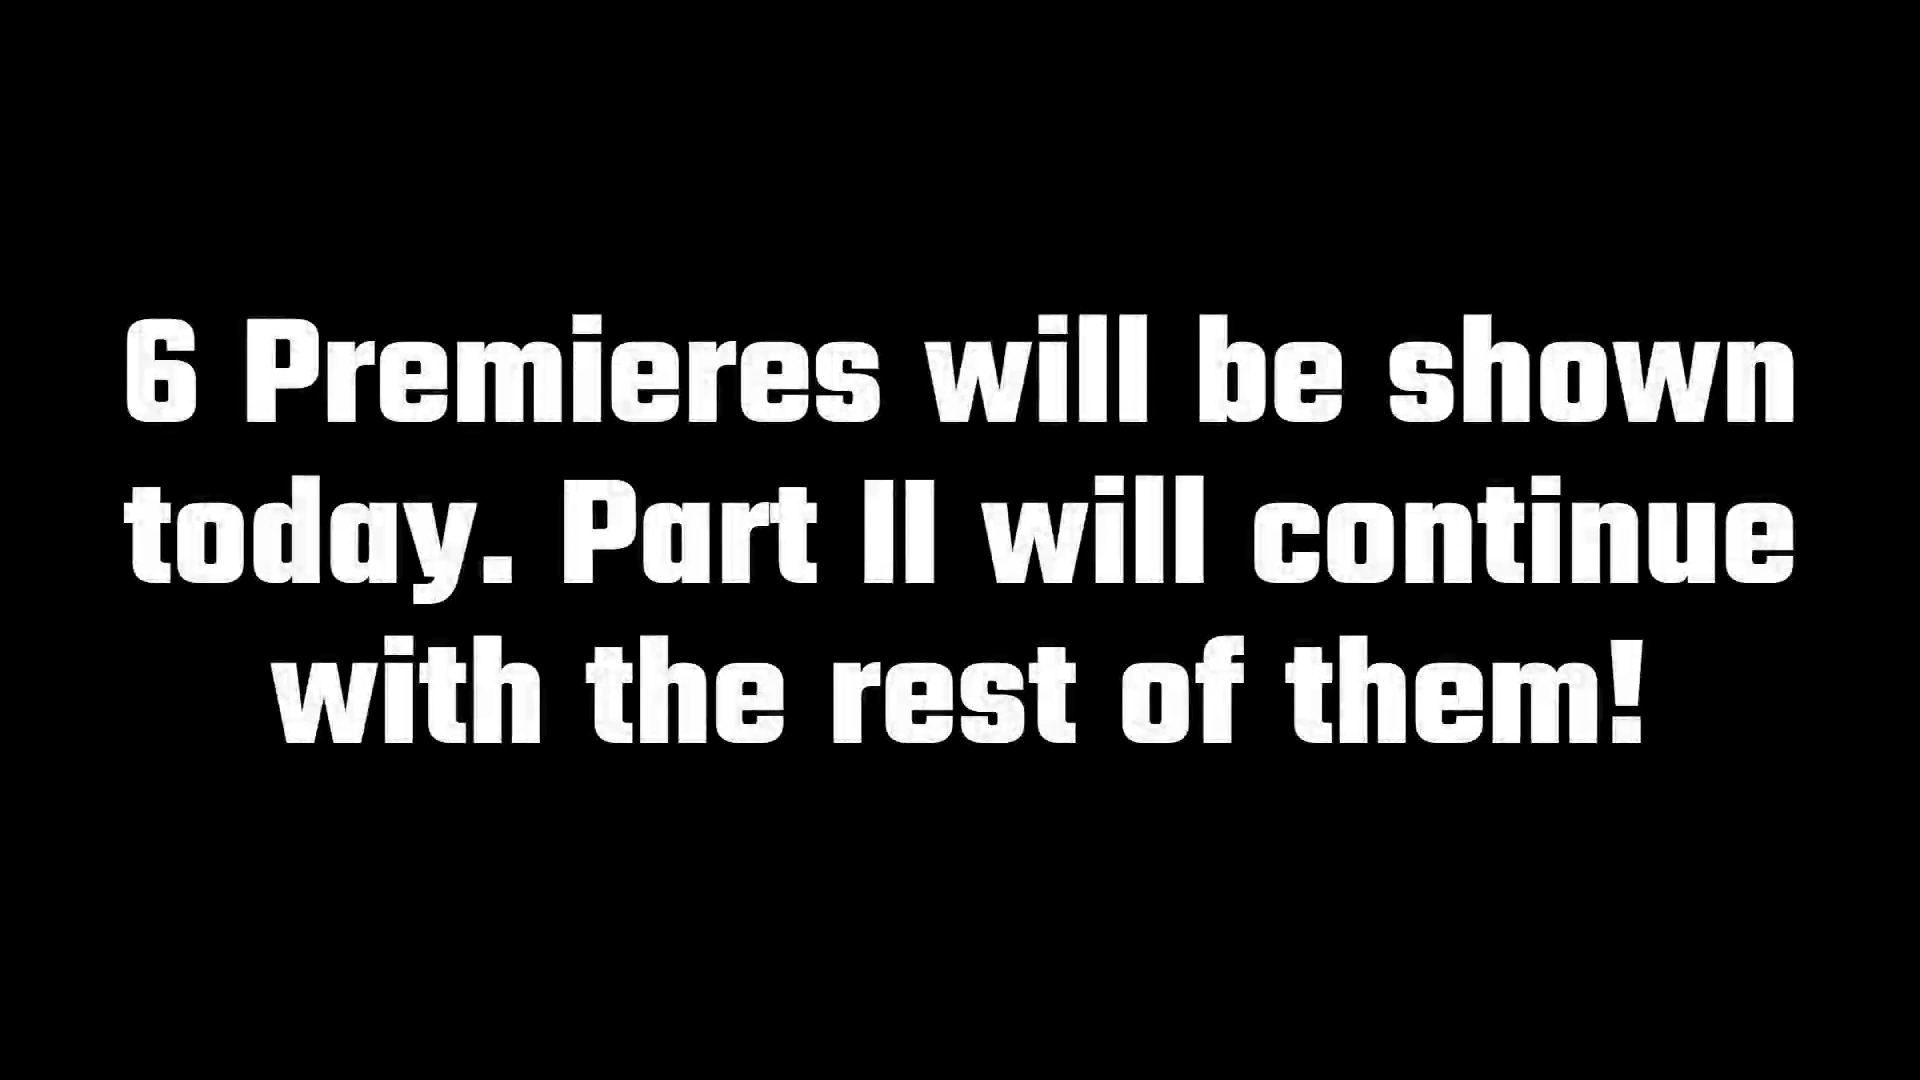 6 Premieres will be shown
today. Part II will continue
with the rest of them!